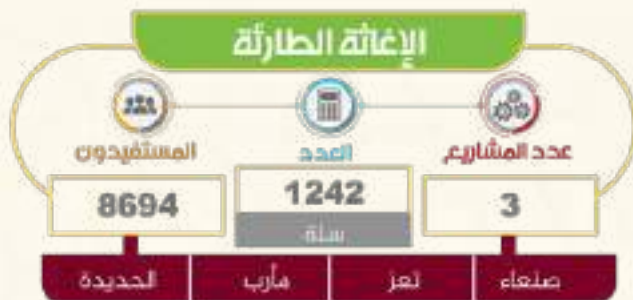 الإغاثة الطارئة
عدد المشاريع العدد المستفيدون
3 1242 8694
سلة
صنعاء تعز مأرب الحديدة